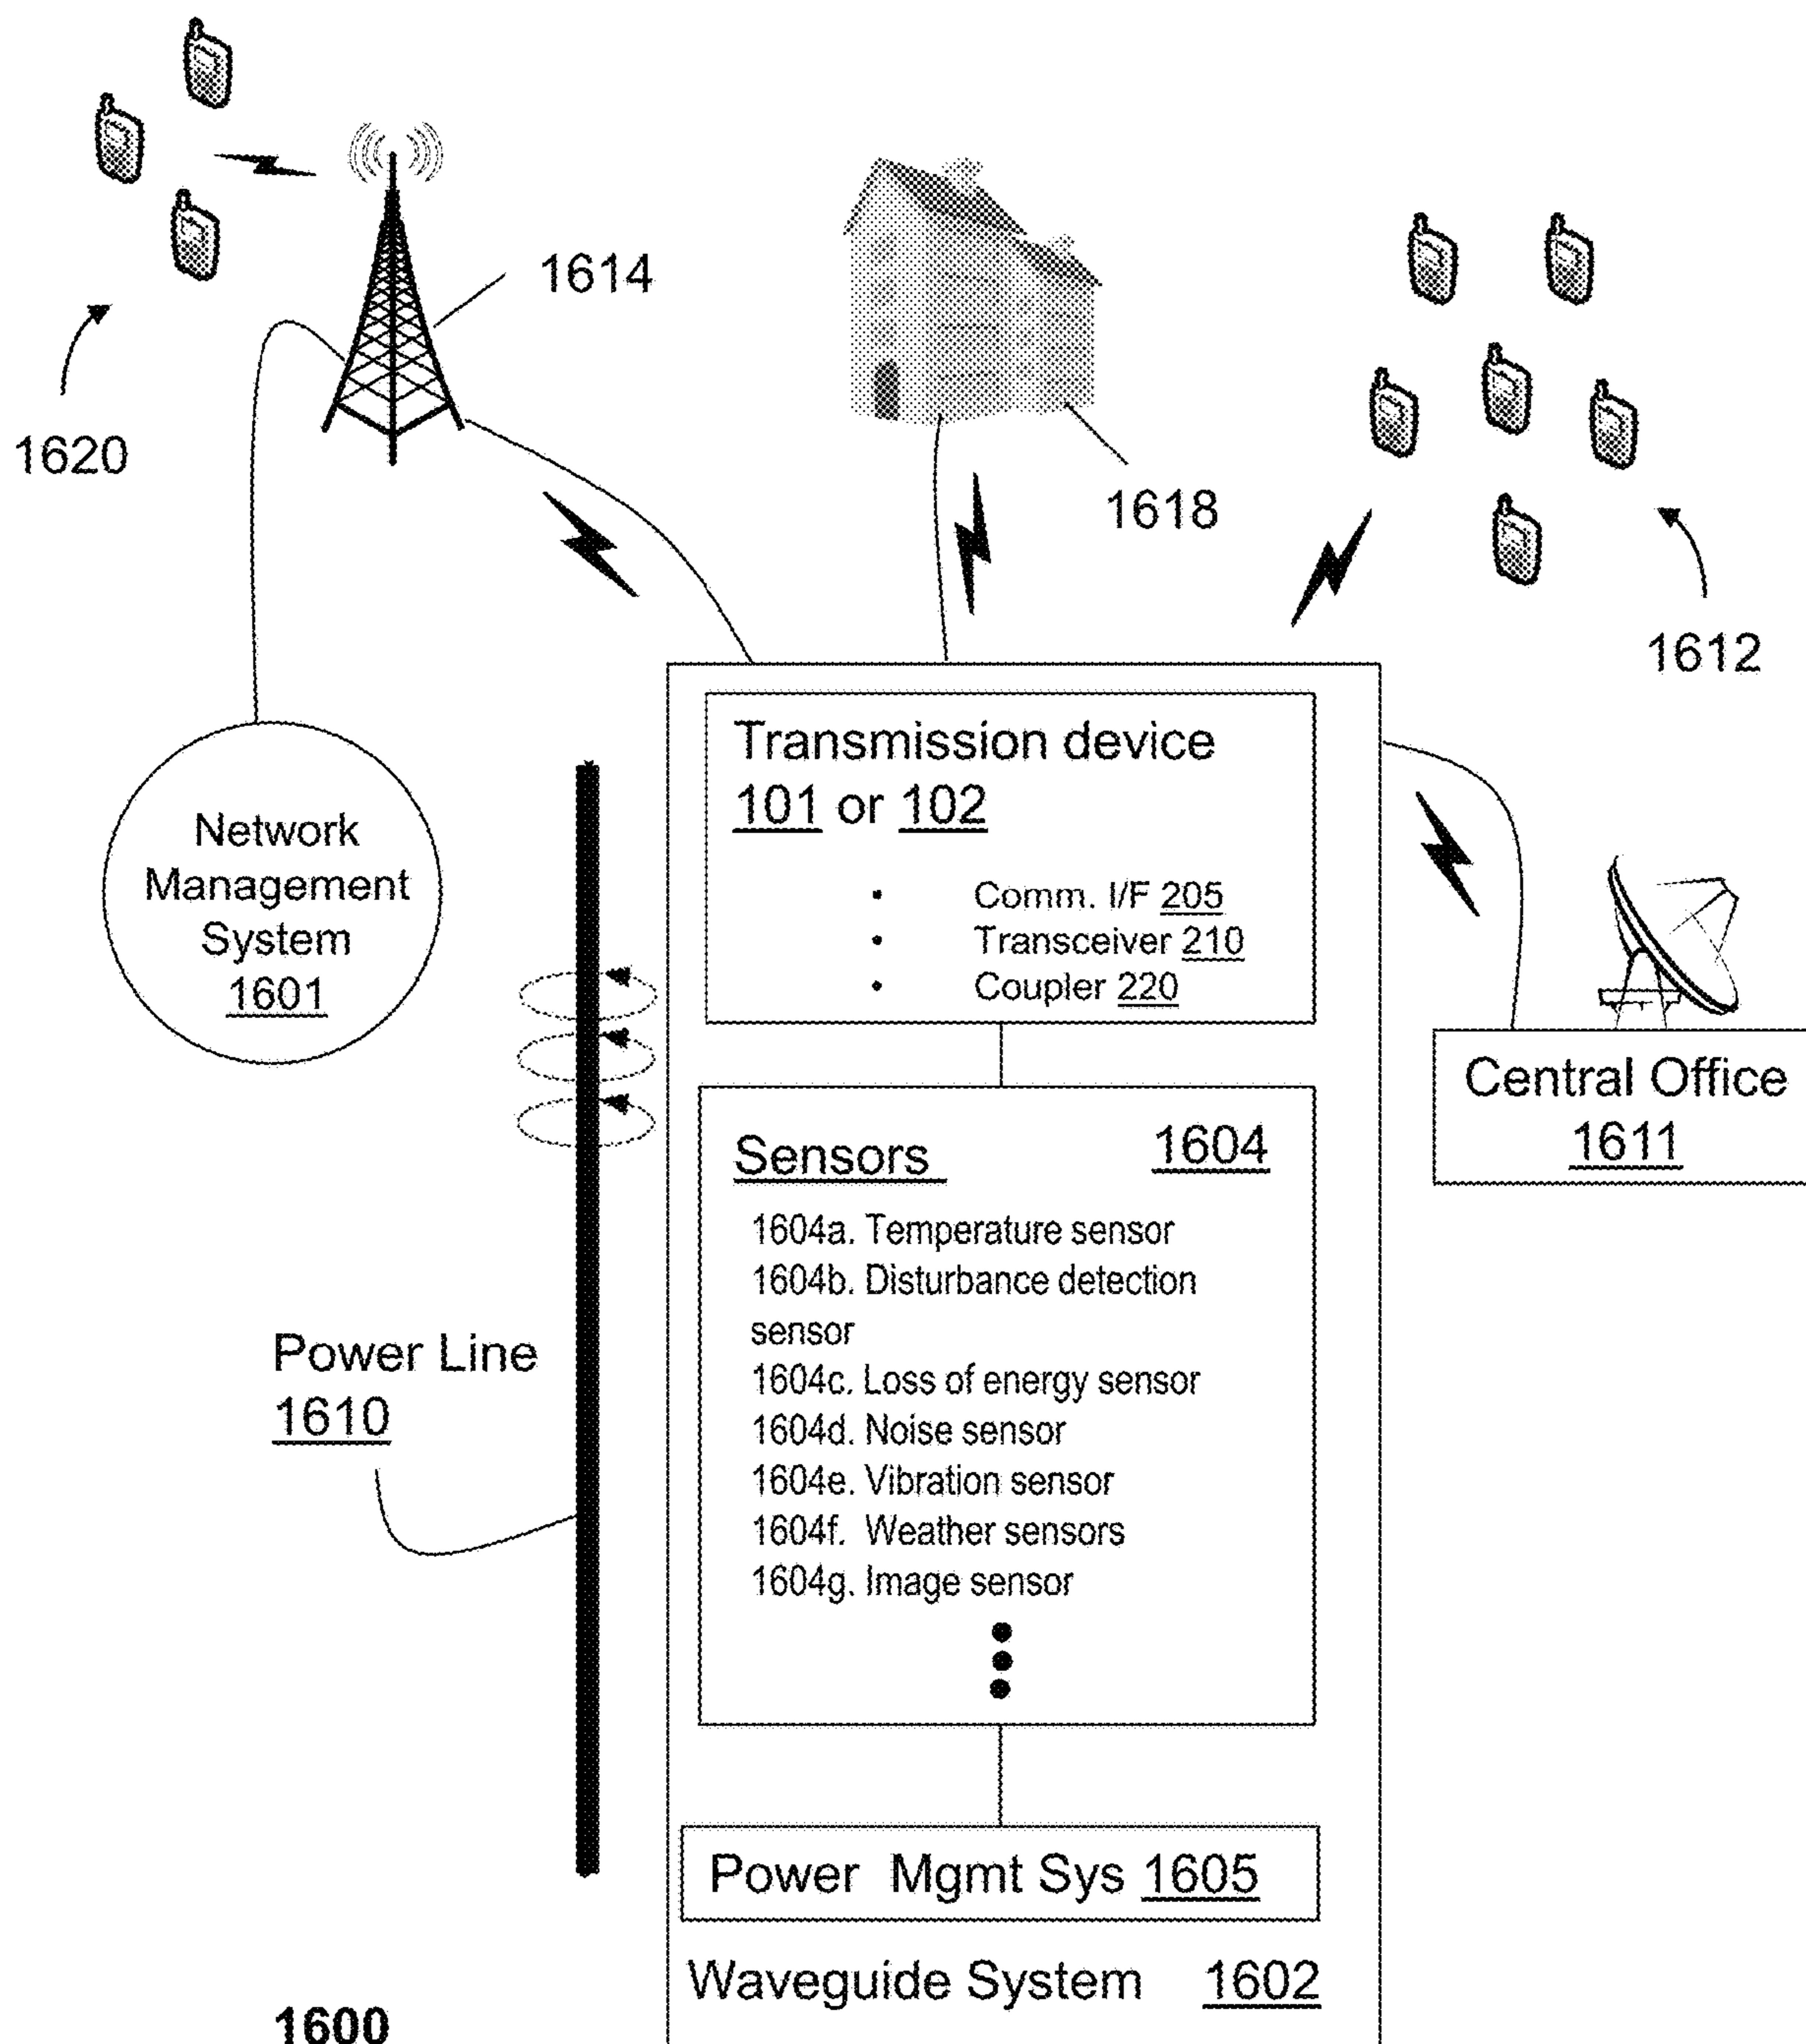 1614
1620
1618
1612
Transmission device
101 or 102
• Comm. I/F 205
• Transceiver 210
• Coupler 220
Network
Management
System
1601
Central Office
1611
Sensors 1604
1604a. Temperature sensor
1604b. Disturbance detection
sensor
1604c. Loss of energy sensor
1604d. Noise sensor
1604e. Vibration sensor
1604f. Weather sensors
1604g. Image sensor
Power Line
1610
Power Mgmt Sys 1605
Waveguide System 1602
1600